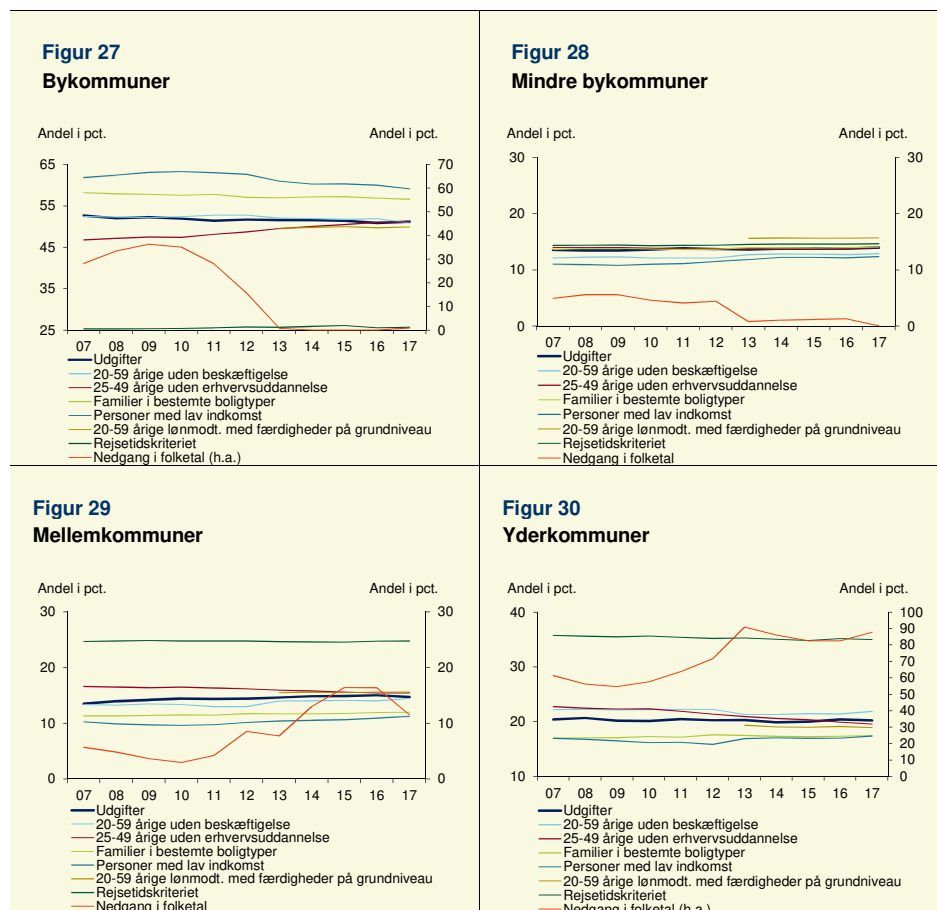 Figur 27
Bykommuner
Andel i pct. Andel i pct.
65 70
60
55 50
40
45
30
35 20
10
25 0
07 08 09 10 11 12 13 14 15 16 17
Udgifter
20-59 årige uden beskæftigelse
25-49 årige uden erhvervsuddannelse
Familier i bestemte boligtyper
Personer med lav indkomst
20-59 årige lønmodt. med færdigheder på grundniveau
Rejsetidskriteriet
Nedgang i folketal (h.a.)
Figur 28
Mindre bykommuner
Andel i pct. Andel i pct.
30 30
20 20
10 10
0 0
07 08 09 10 11 12 13 14 15 16 17
Udgifter
20-59 årige uden beskæftigelse
25-49 årige uden erhvervsuddannelse
Familier i bestemte boligtyper
Personer med lav indkomst
20-59 årige lønmodt. med færdigheder på grundniveau
Rejsetidskriteriet
Nedgang i folketal
Figur 29
Mellemkommuner
Andel i pct. Andel i pct.
30 30
20 20
10 10
0 0
07 08 09 10 11 12 13 14 15 16 17
Udgifter
20-59 årige uden beskæftigelse
25-49 årige uden erhvervsuddannelse
Familier i bestemte boligtyper
Personer med lav indkomst
20-59 årige lønmodt. med færdigheder på grundniveau
Rejsetidskriteriet
Nedgang i folketal
Figur 30
Yderkommuner
Andel i pct. Andel i pct.
40 100
90
80
30 70
60
50
20 40
30
20
10
10 0
07 08 09 10 11 12 13 14 15 16 17
Udgifter
20-59 årige uden beskæftigelse
25-49 årige uden erhvervsuddannelse
Familier i bestemte boligtyper
Personer med lav indkomst
20-59 årige lønmodt. med færdigheder på grundniveau
Rejsetidskriteriet
Nedgang i folketal (h.a.)